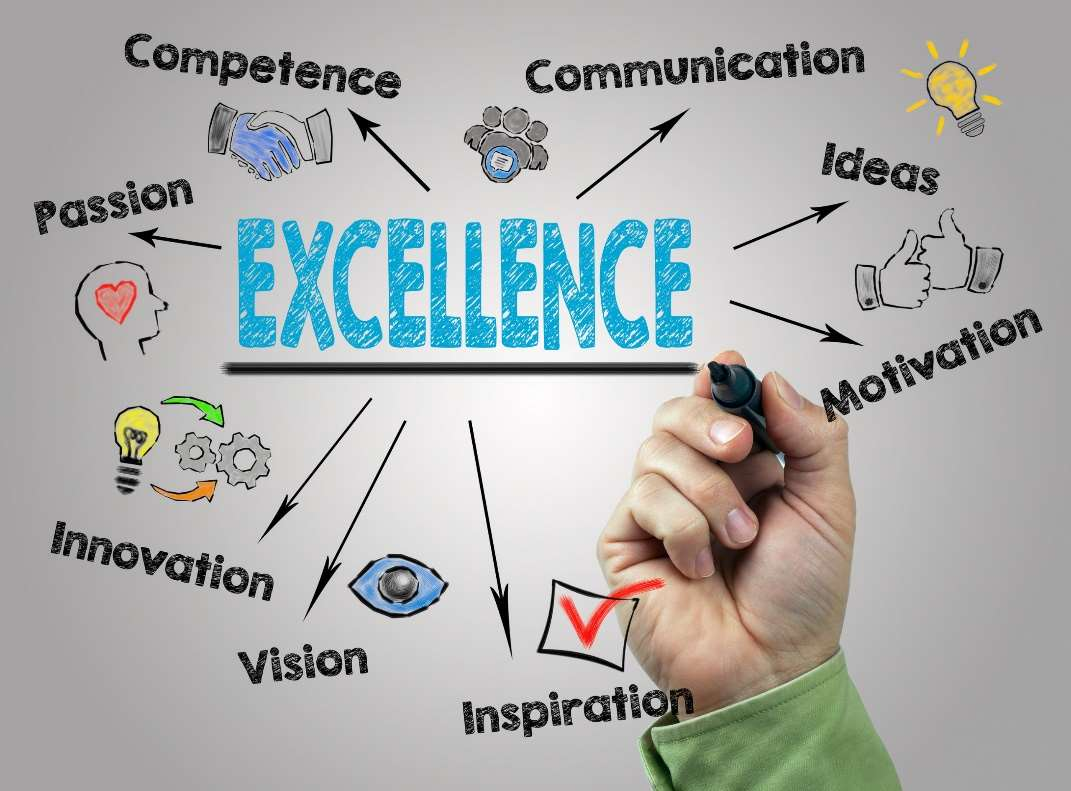 Competence
Communication
Ideas
Passion
EXCELLENCE
Motivation
Innovation
Vision
Inspiration